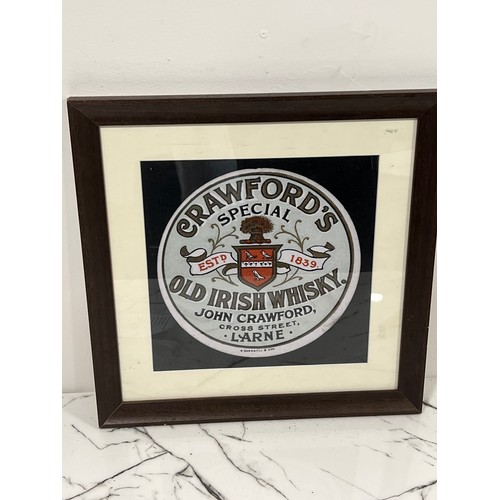 CRAWFORD'S
SPECIAL
ESTD 1839.
OLD IRISH WHISKY.
JOHN CRAWFORD,
CROSS STREET,
• LARNE •